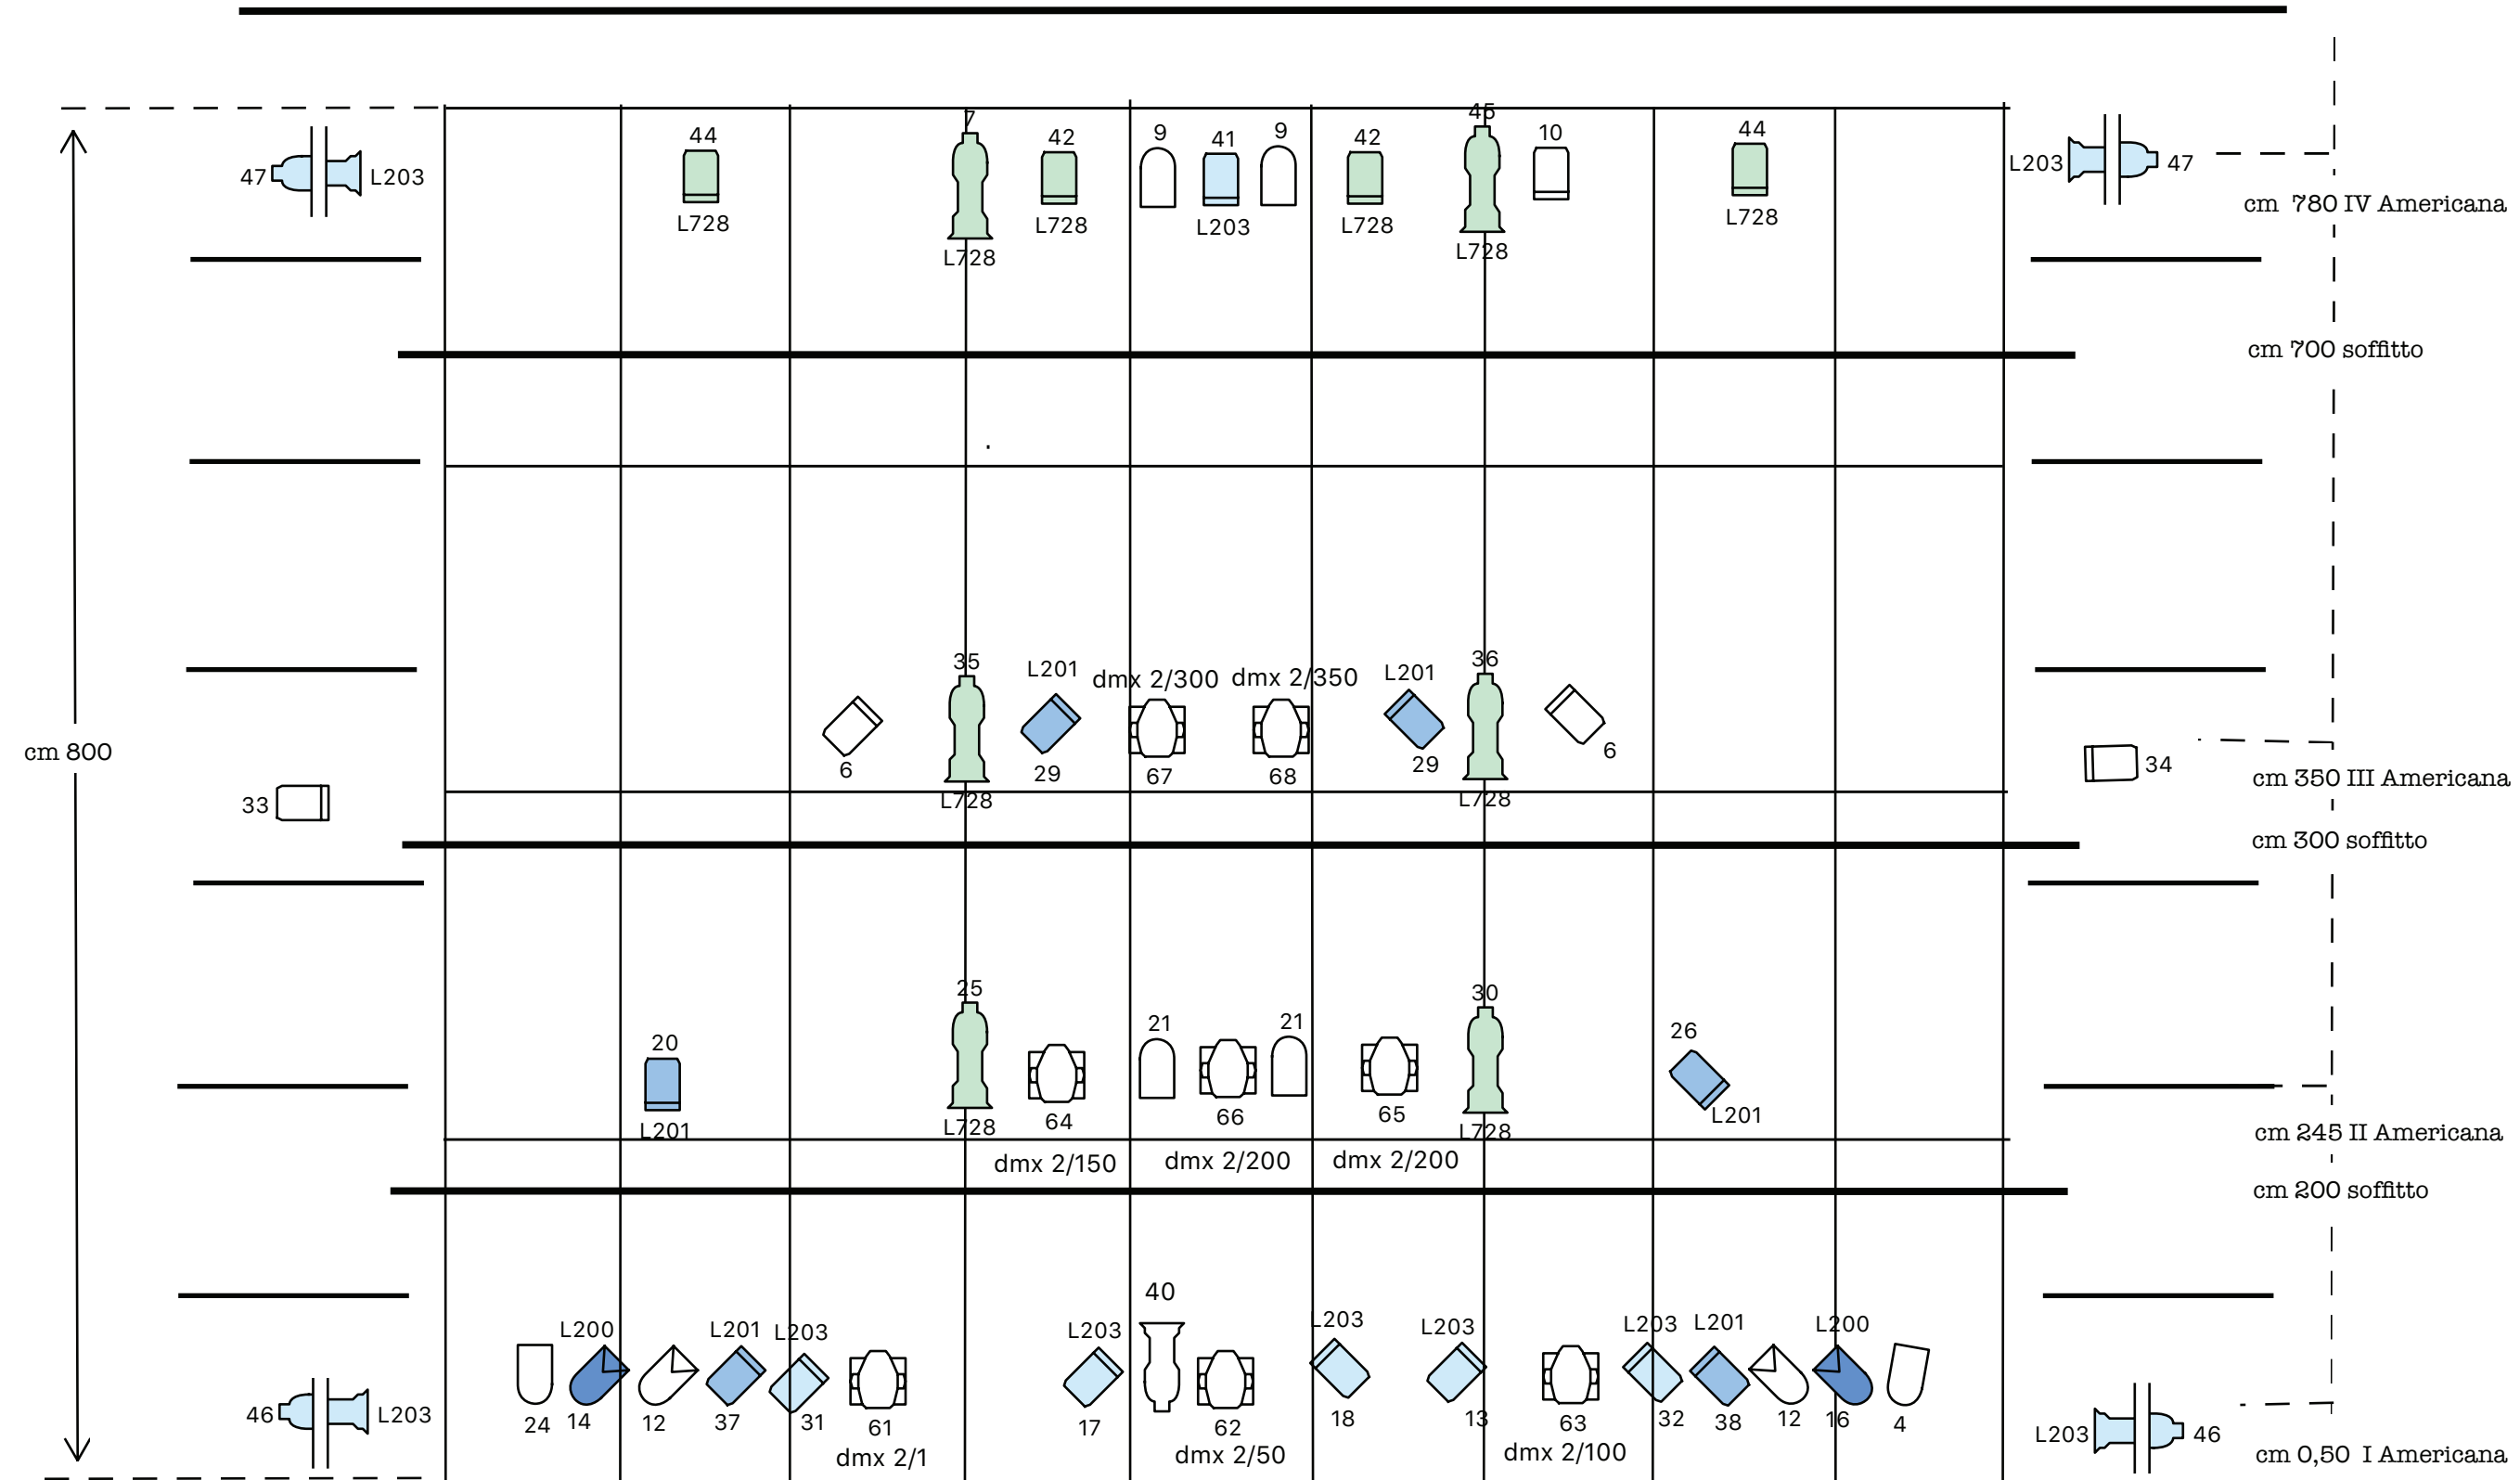 7 45
44 42 9 41 9 42 10 44
47 L203 L203 47
L728 L728 L203 L728 L728
cm 780 IV Americana
L728 L728
cm 700 soffitto
35 L201 dmx 2/300 dmx 2/350 L201 36
cm 800
6 29 67 68 29 6
33 34
cm 350 III Americana
L728 L728
cm 300 soffitto
25 30
20 21 21 26
64 66 65
L201 L728 L728 L201
cm 245 II Americana
dmx 2/150 dmx 2/200 dmx 2/200
cm 200 soffitto
40
L200 L201 L203 L203 L203 L203 L203 L201 L200
46 L203
24 14 12 37 31 61 17 62 18 13 63 32 38 12 16 4
L203 46
dmx 2/1 dmx 2/50 dmx 2/100
cm 0,50 I Americana